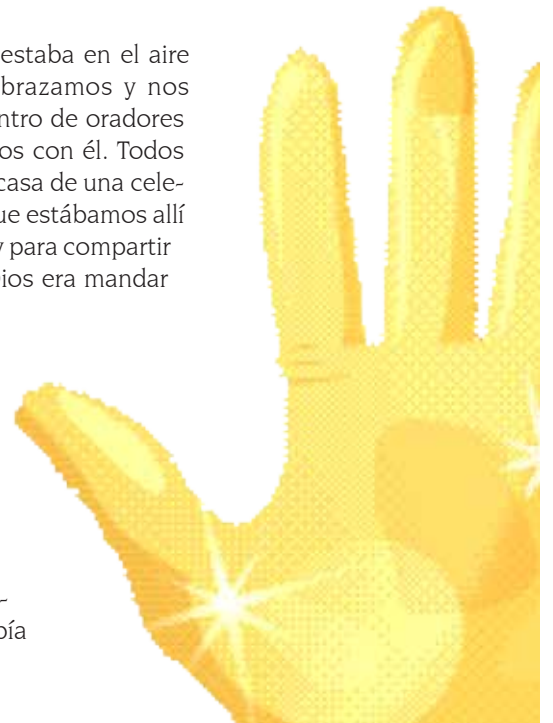 estaba en el aire
brazamos y nos
ntro de oradores
os con él. Todos
casa de una cele-
ue estábamos allí
y para compartir
ios era mandar
-
bía